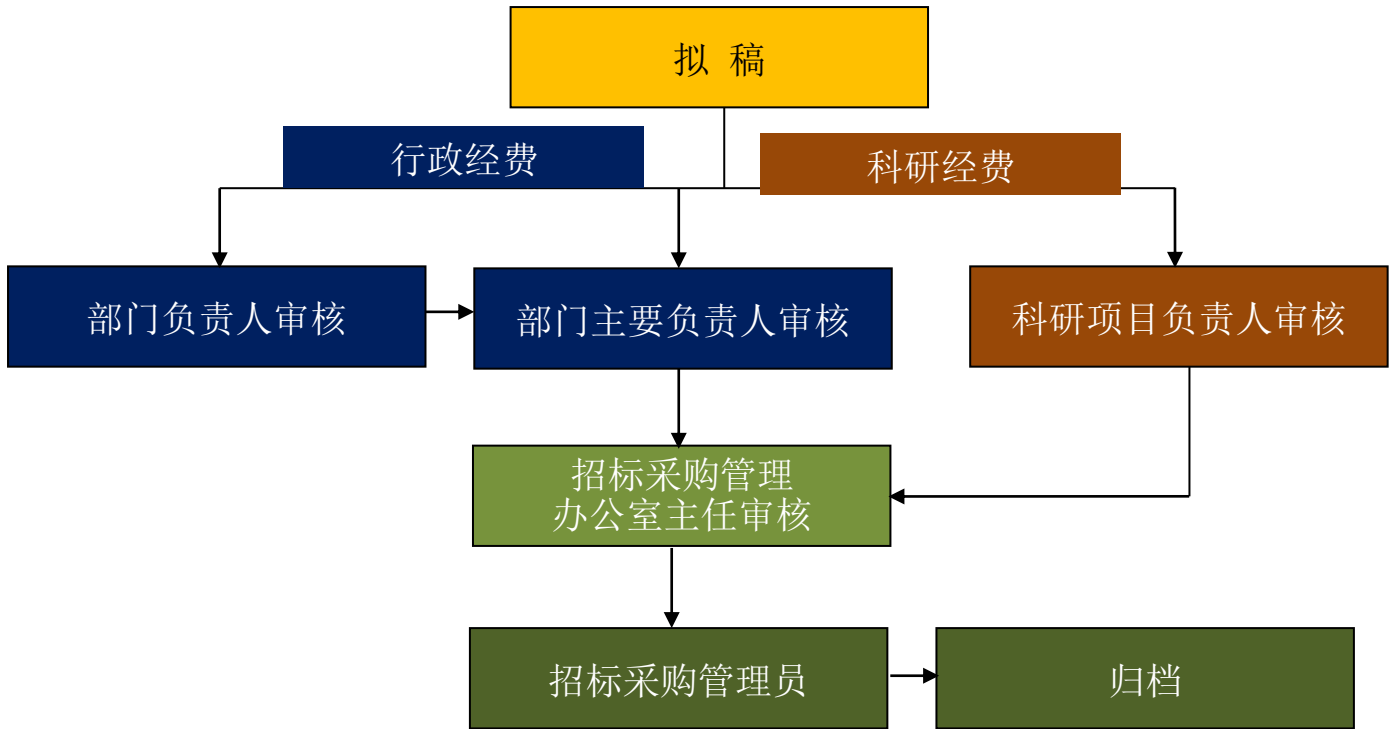 拟 稿
行政经费
科研经费
部门负责人审核
部门主要负责人审核
科研项目负责人审核
招标采购管理
办公室主任审核
招标采购管理员
归档